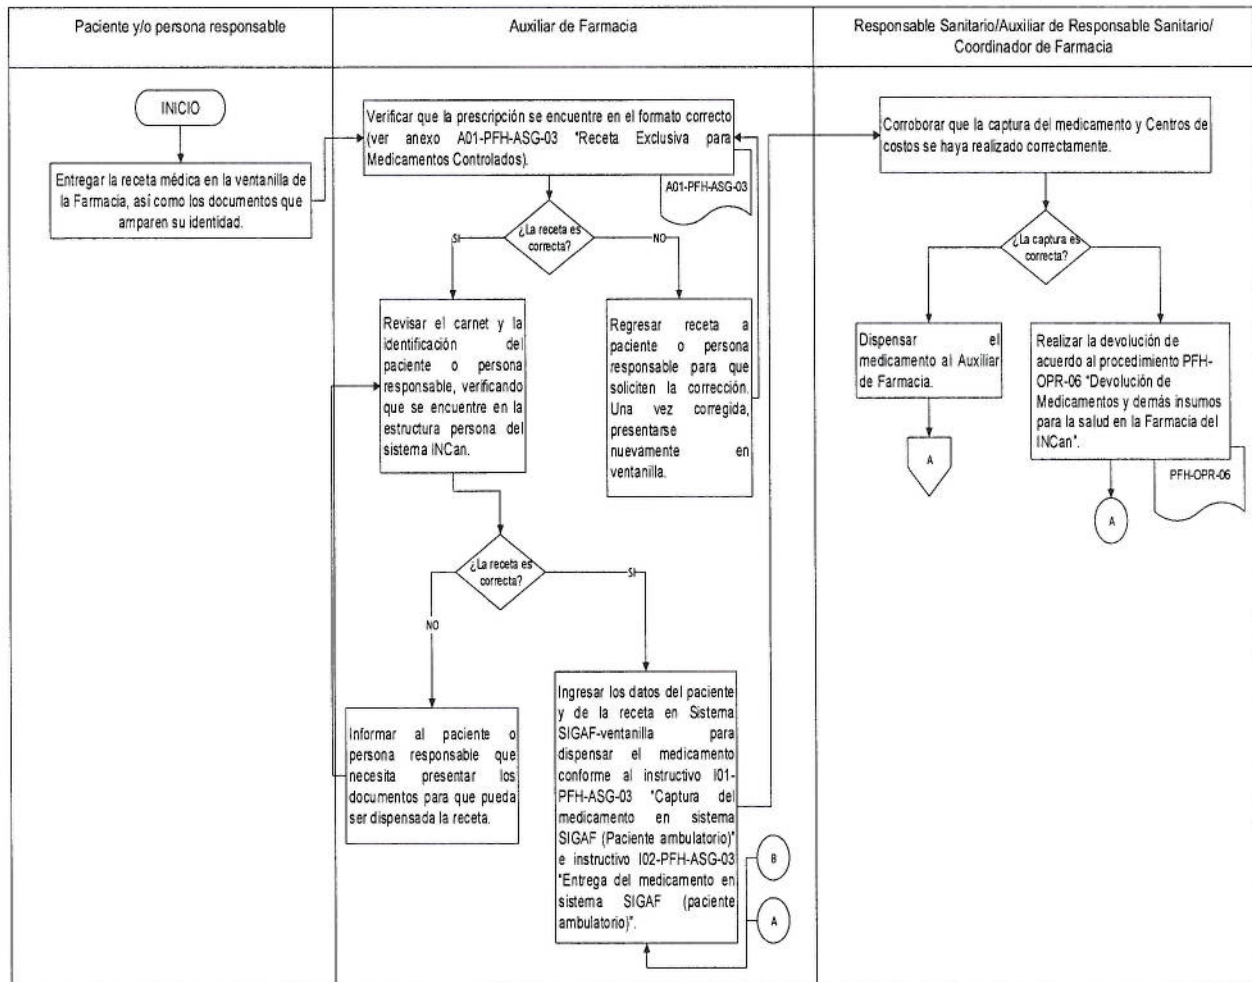 Paciente y/o persona responsable
Auxiliar de Farmacia
Responsable Sanitario/Auxiliar de Responsable Sanitario/
Coordinador de Farmacia
INICIO
Entregar la receta médica en la ventanilla de
la Farmacia, así como los documentos que
amparen su identidad.
Verificar que la prescripción se encuentre en el formato correcto
(ver anexo A01-PFH-ASG-03 "Receta Exclusiva para
Medicamentos Controlados).
A01-PFH-ASG-03
¿La receta es
correcta?
SI
NO
Revisar el carnet y la
identificación del
paciente o persona
responsable, verificando
que se encuentre en la
estructura persona del
sistema INCan.
Regresar receta a
paciente o persona
responsable para que
soliciten la corrección.
Una vez corregida,
presentarse
nuevamente en
ventanilla.
¿La receta es
correcta?
SI
NO
Informar al paciente o
persona responsable que
necesita presentar los
documentos para que pueda
ser dispensada la receta.
Ingresar los datos del paciente
y de la receta en Sistema
SIGAF-ventanilla para
dispensar el medicamento
conforme al instructivo I01-
PFH-ASG-03 "Captura del
medicamento en sistema
SIGAF (Paciente ambulatorio)"
e instructivo I02-PFH-ASG-03
"Entrega del medicamento en
sistema SIGAF (paciente
ambulatorio)".
B
A
Corroborar que la captura del medicamento y Centros de
costos se haya realizado correctamente.
¿La captura es
correcta?
Dispensar el
medicamento al Auxiliar
de Farmacia.
A
Realizar la devolución de
acuerdo al procedimiento PFH-
OPR-06 "Devolución de
Medicamentos y demás insumos
para la salud en la Farmacia del
INCan".
PFH-OPR-06
A